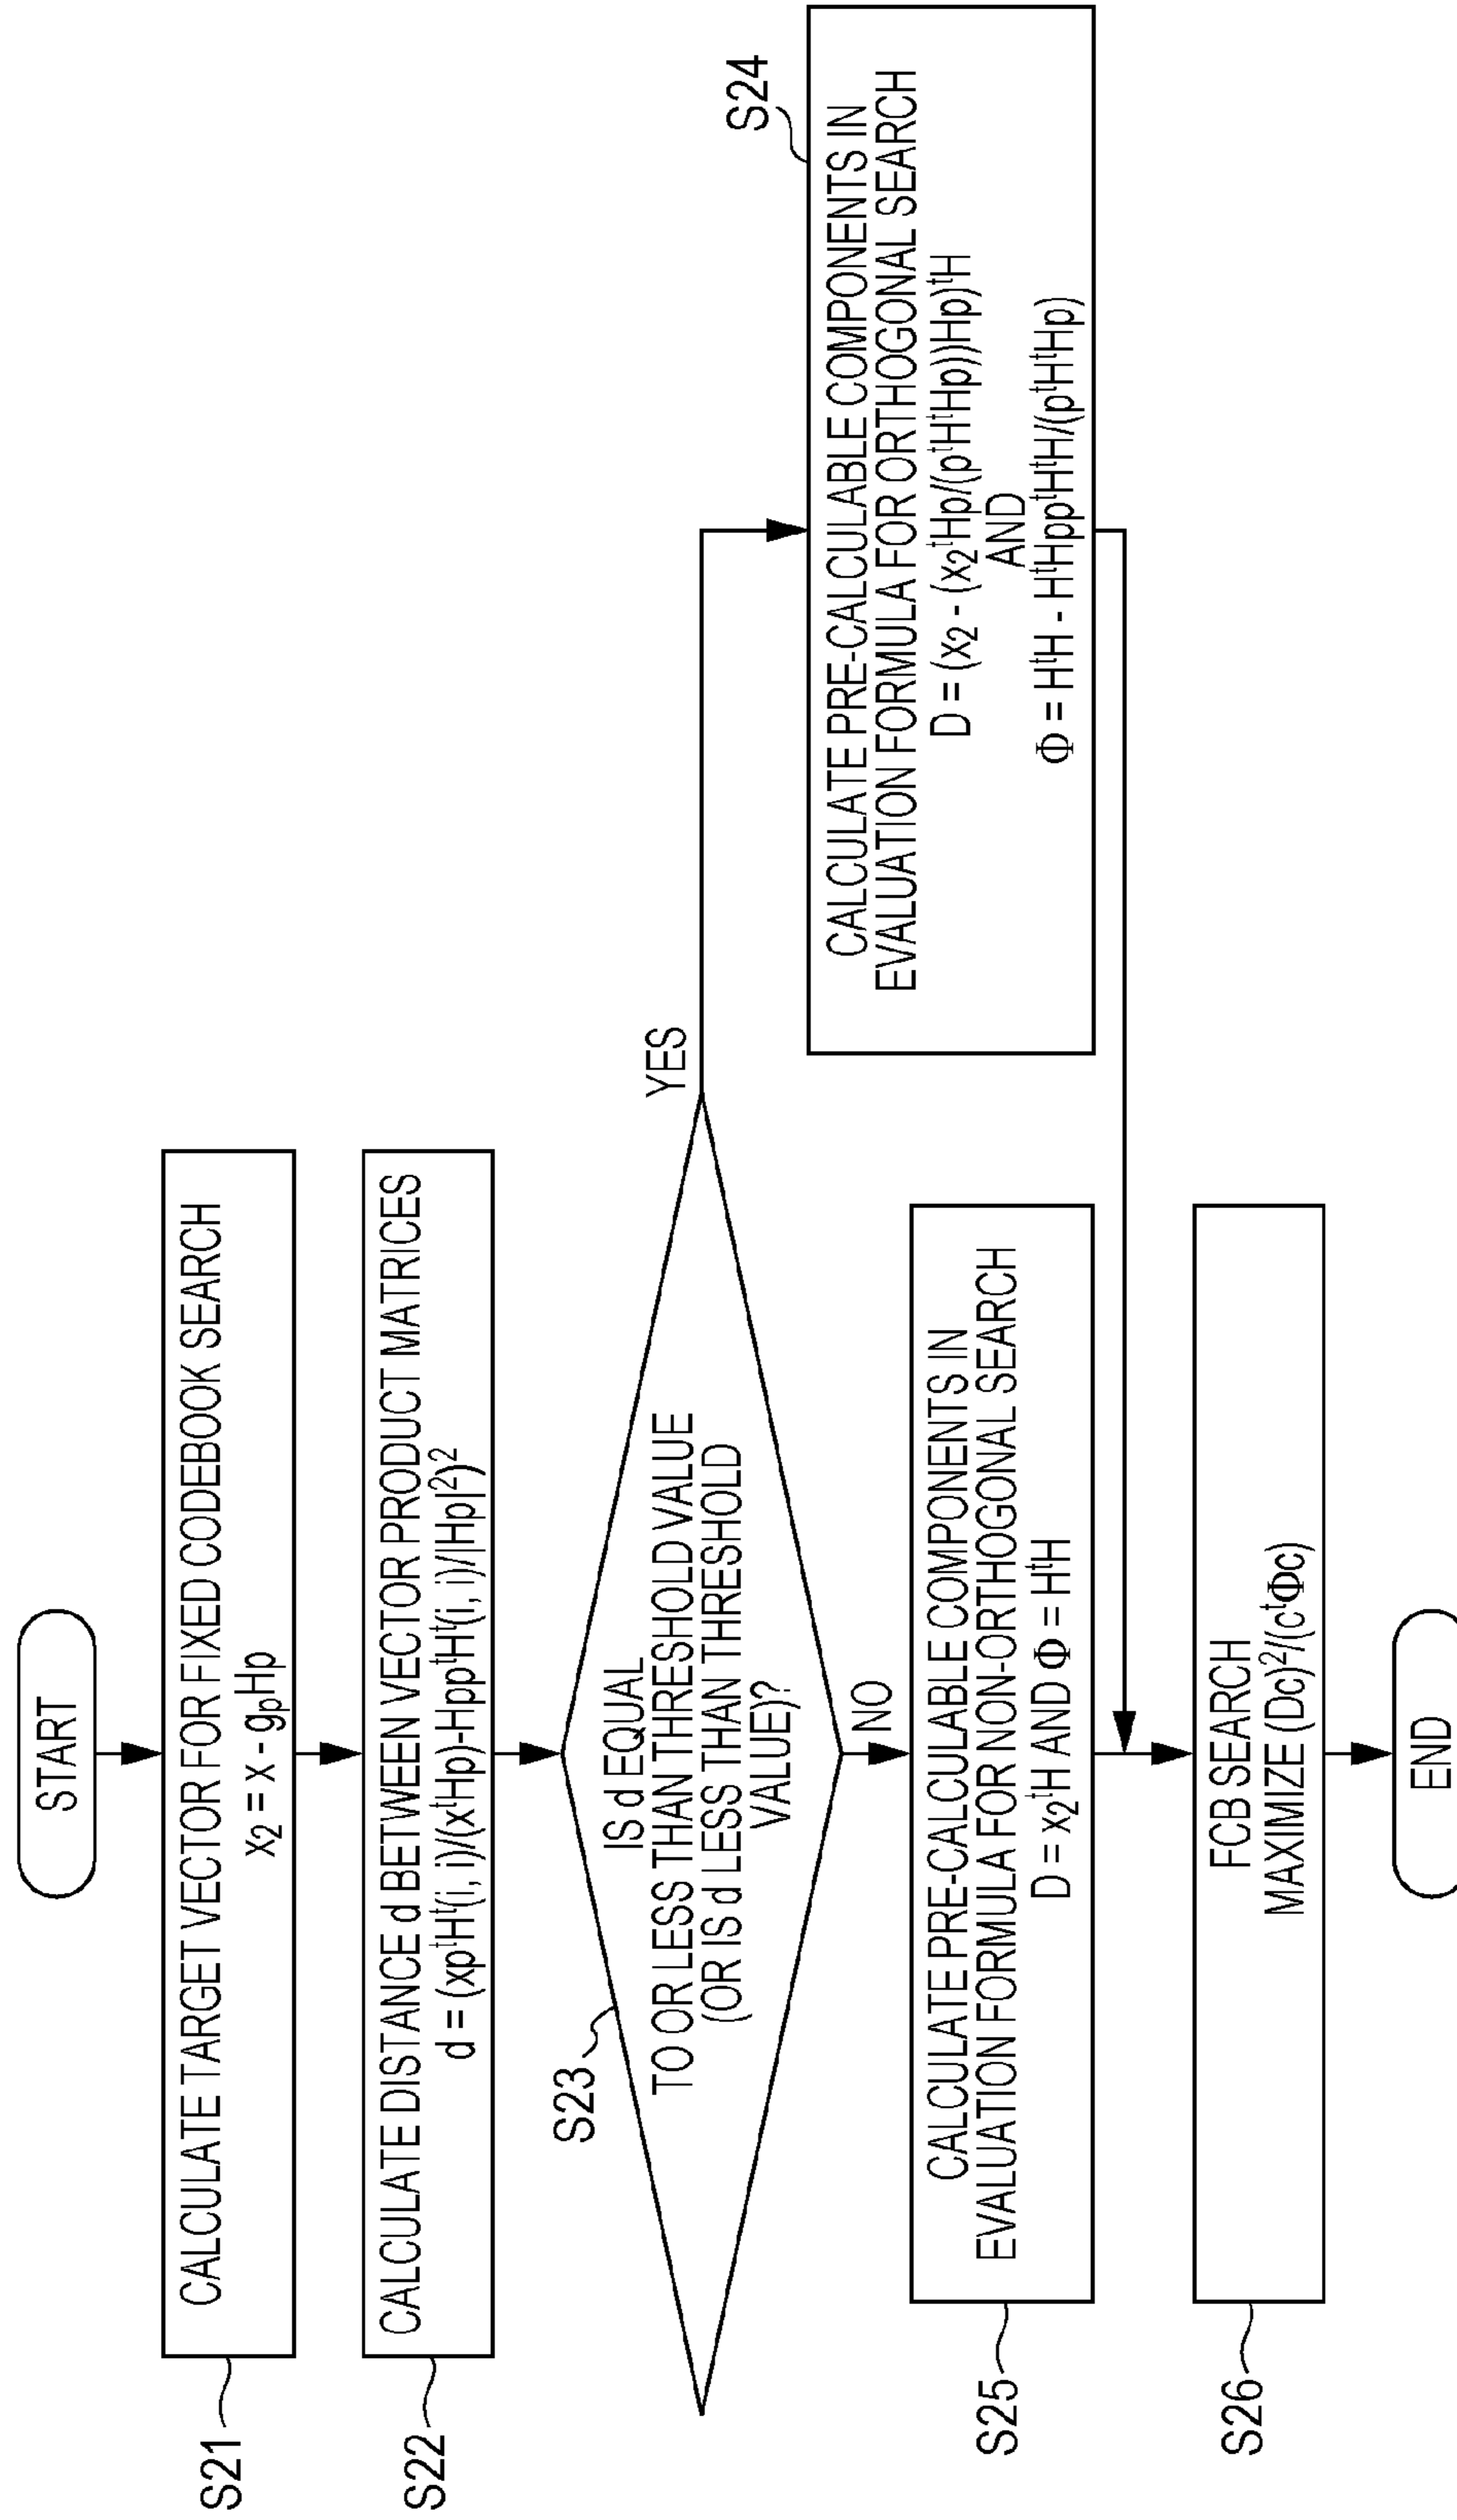 START
S21
CALCULATE TARGET VECTOR FOR FIXED CODEBOOK SEARCH
x₂ = x - gₚHp
S22
CALCULATE DISTANCE d BETWEEN VECTOR PRODUCT MATRICES
d = (xpᵗHᵗ(i,i)/(xᵗHp)-HppᵗHᵗ(i,i)/|Hp|²)²
S23
IS d EQUAL
TO OR LESS THAN THRESHOLD VALUE
(OR IS d LESS THAN THRESHOLD
VALUE)?
YES
NO
S24
CALCULATE PRE-CALCULABLE COMPONENTS IN
EVALUATION FORMULA FOR ORTHOGONAL SEARCH
D = (x₂ - (x₂ᵗHp/(pᵗHᵗHp))Hp)ᵗH
AND
Φ = HᵗH - HᵗHppᵗHᵗH/(pᵗHᵗHp)
S25
CALCULATE PRE-CALCULABLE COMPONENTS IN
EVALUATION FORMULA FOR NON-ORTHOGONAL SEARCH
D = x₂ᵗH AND Φ = HᵗH
S26
FCB SEARCH
MAXIMIZE (Dc)²/(cᵗΦc)
END